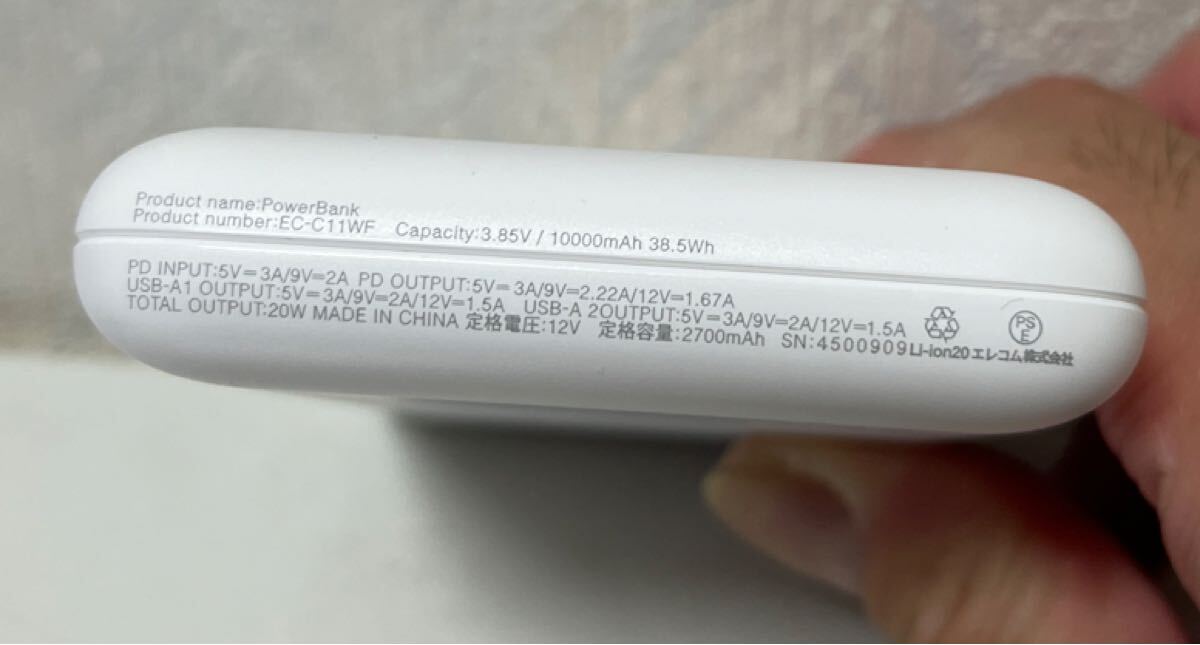 Product name:PowerBank
Product number:EC-C11WF Capacity:3.85V / 10000mAh 38.5Wh
PD INPUT:5V=3A/9V=2A PD OUTPUT:5V=3A/9V=2.22A/12V=1.67A
USB-A1 OUTPUT:5V=3A/9V=2A/12V=1.5A USB-A 2OUTPUT:5V=3A/9V=2A/12V=1.5A
TOTAL OUTPUT:20W MADE IN CHINA 定格電圧:12V 定格容量:2700mAh SN:4500909
Li-ion20 エレコム株式会社
PS
E